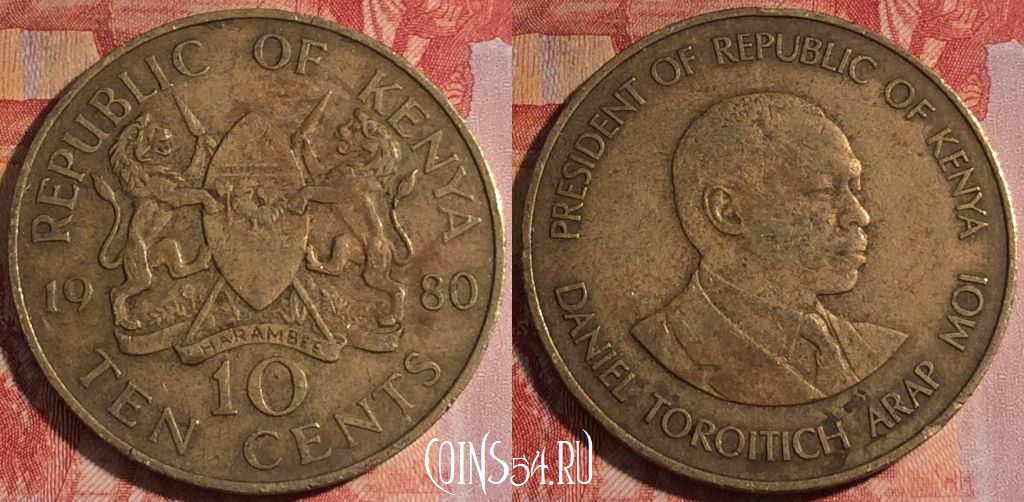 REPUBLIC OF KENYA
19 80
HARAMBEE
10
TEN CENTS
PRESIDENT OF REPUBLIC OF KENYA
DANIEL TOROITICH ARAP MOI
COINS54.RU